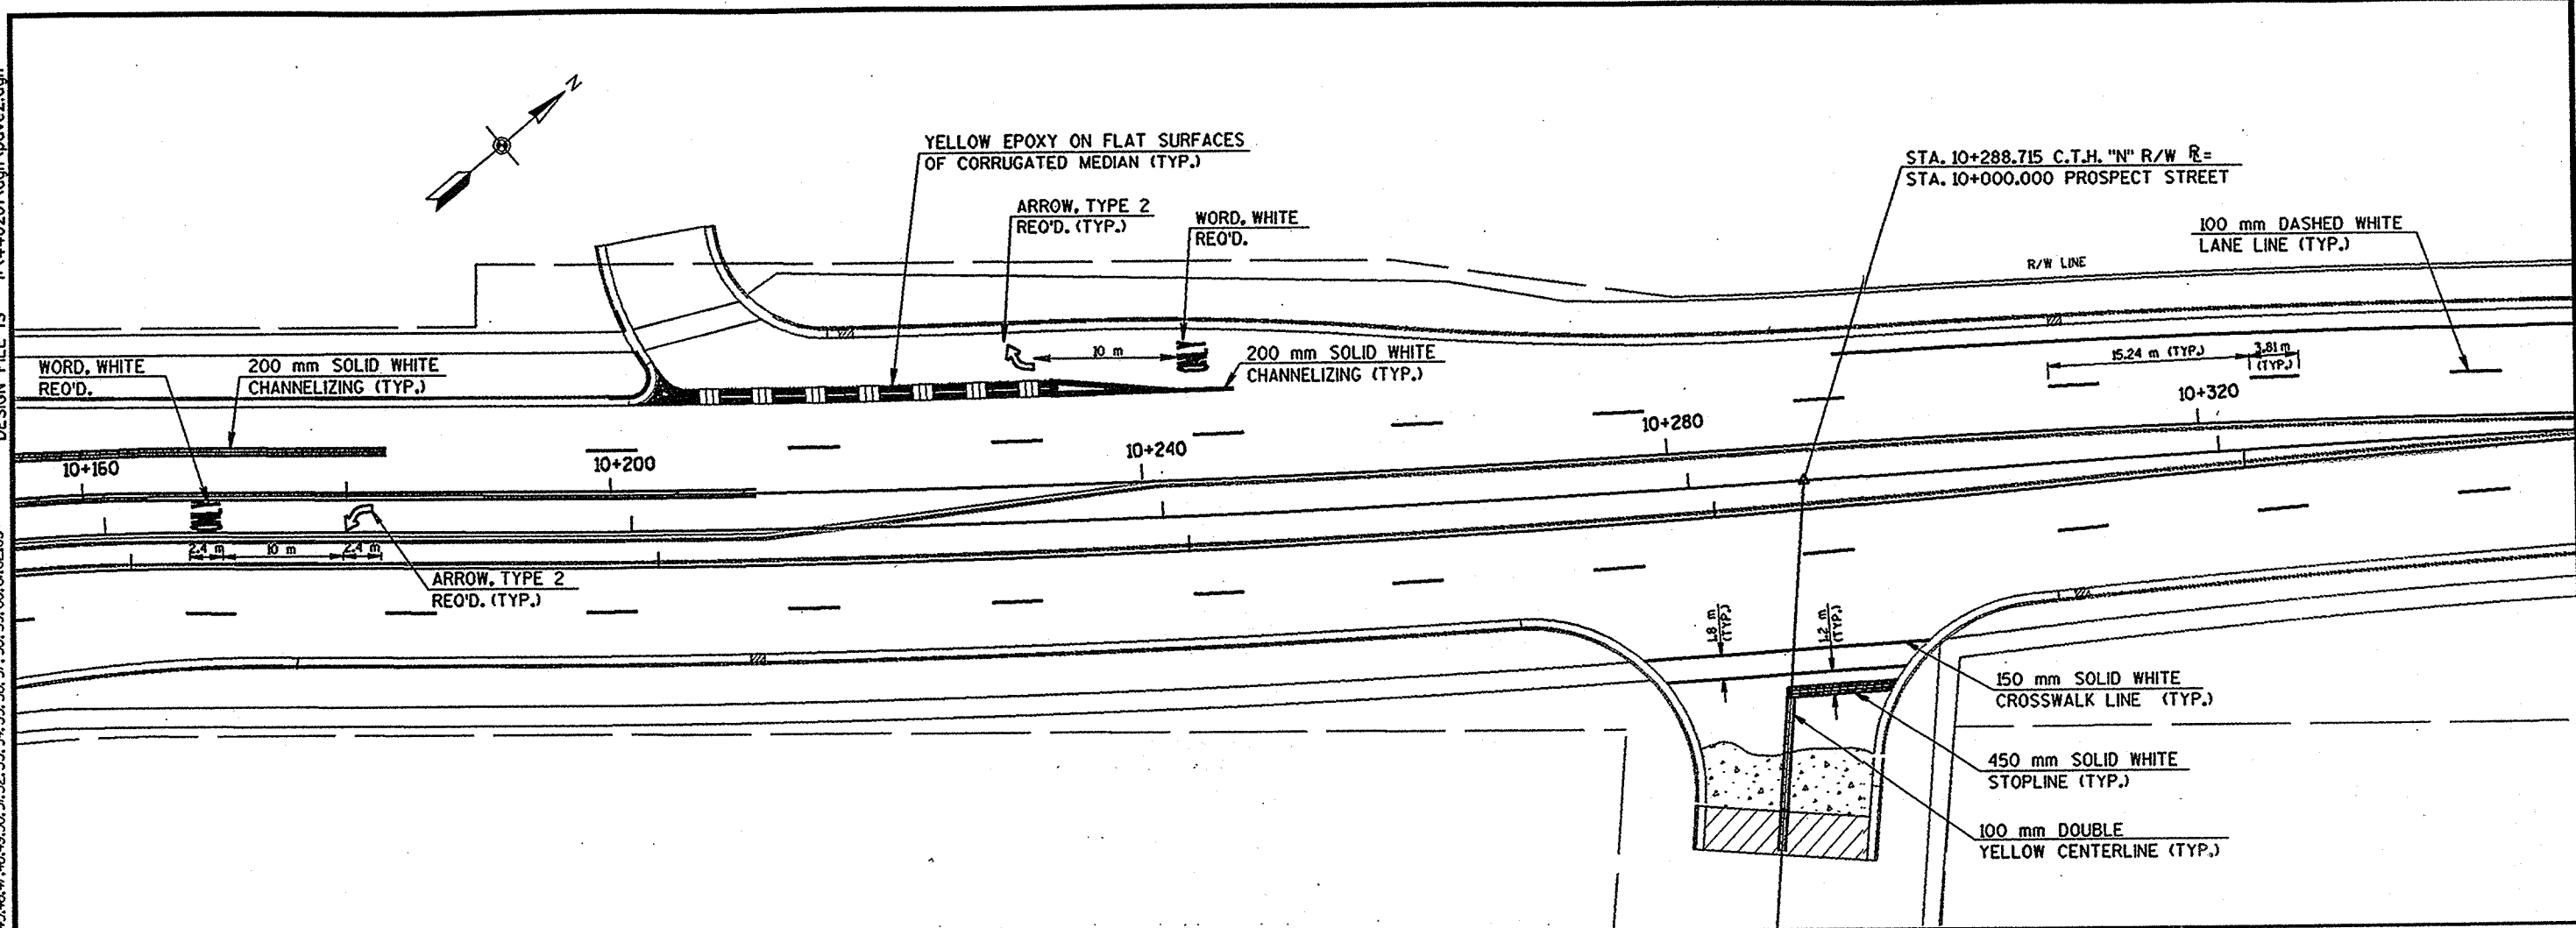 N
YELLOW EPOXY ON FLAT SURFACES
OF CORRUGATED MEDIAN (TYP.)
STA. 10+288.715 C.T.H. "N" R/W RL=
STA. 10+000.000 PROSPECT STREET
ARROW, TYPE 2
REQ'D. (TYP.)
WORD, WHITE
REQ'D.
100 mm DASHED WHITE
LANE LINE (TYP.)
R/W LINE
WORD, WHITE
REQ'D.
200 mm SOLID WHITE
CHANNELIZING (TYP.)
10 m
200 mm SOLID WHITE
CHANNELIZING (TYP.)
15.24 m (TYP.)
3.81 m
(TYP.)
10+160
10+200
10+240
10+280
10+320
2.4 m
10 m
2.4 m
ARROW, TYPE 2
REQ'D. (TYP.)
1.8 m
(TYP.)
1.2 m
(TYP.)
150 mm SOLID WHITE
CROSSWALK LINE (TYP.)
450 mm SOLID WHITE
STOPLINE (TYP.)
100 mm DOUBLE
YELLOW CENTERLINE (TYP.)
DESIGN FILE IS